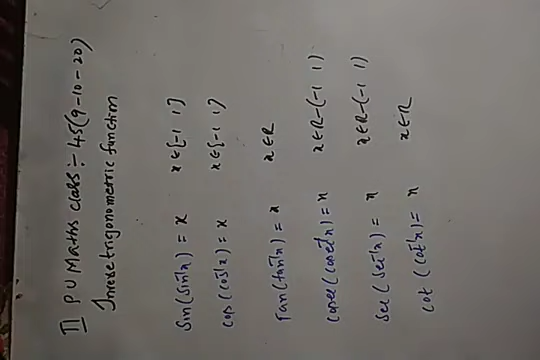 II PU Maths class:- 45(9-10-20)
Inverse trigonometric function
Sin(sin⁻¹x) = x x∈[-1 1]
cos(cos⁻¹x) = x x∈[-1 1]
Tan(tan⁻¹x) = x x∈R
cosec(cosec⁻¹x) = x x∈R-(-1 1)
Sec(sec⁻¹x) = x x∈R-(-1 1)
cot(cot⁻¹x) = x x∈R